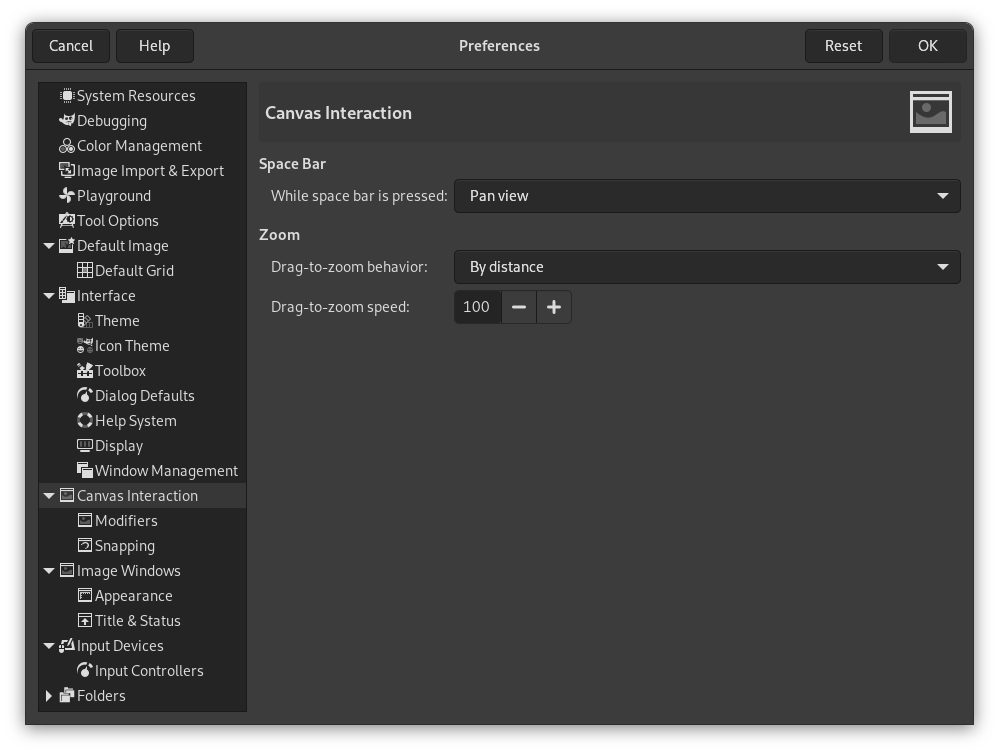 Cancel
Help
Preferences
Reset
OK
System Resources
Debugging
Color Management
Image Import & Export
Playground
Tool Options
Default Image
Default Grid
Interface
Theme
Icon Theme
Toolbox
Dialog Defaults
Help System
Display
Window Management
Canvas Interaction
Modifiers
Snapping
Image Windows
Appearance
Title & Status
Input Devices
Input Controllers
Folders
Canvas Interaction
Space Bar
While space bar is pressed: Pan view
Zoom
Drag-to-zoom behavior: By distance
Drag-to-zoom speed: 100